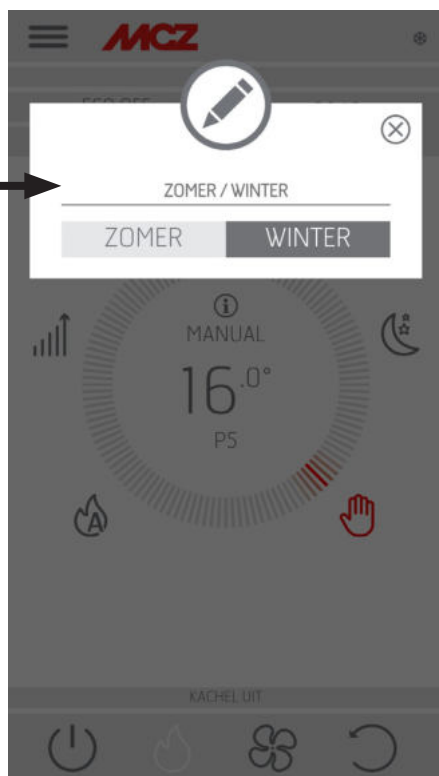 MCZ
ZOMER / WINTER
ZOMER WINTER
MANUAL
16.0°
P5
A
KACHEL UIT